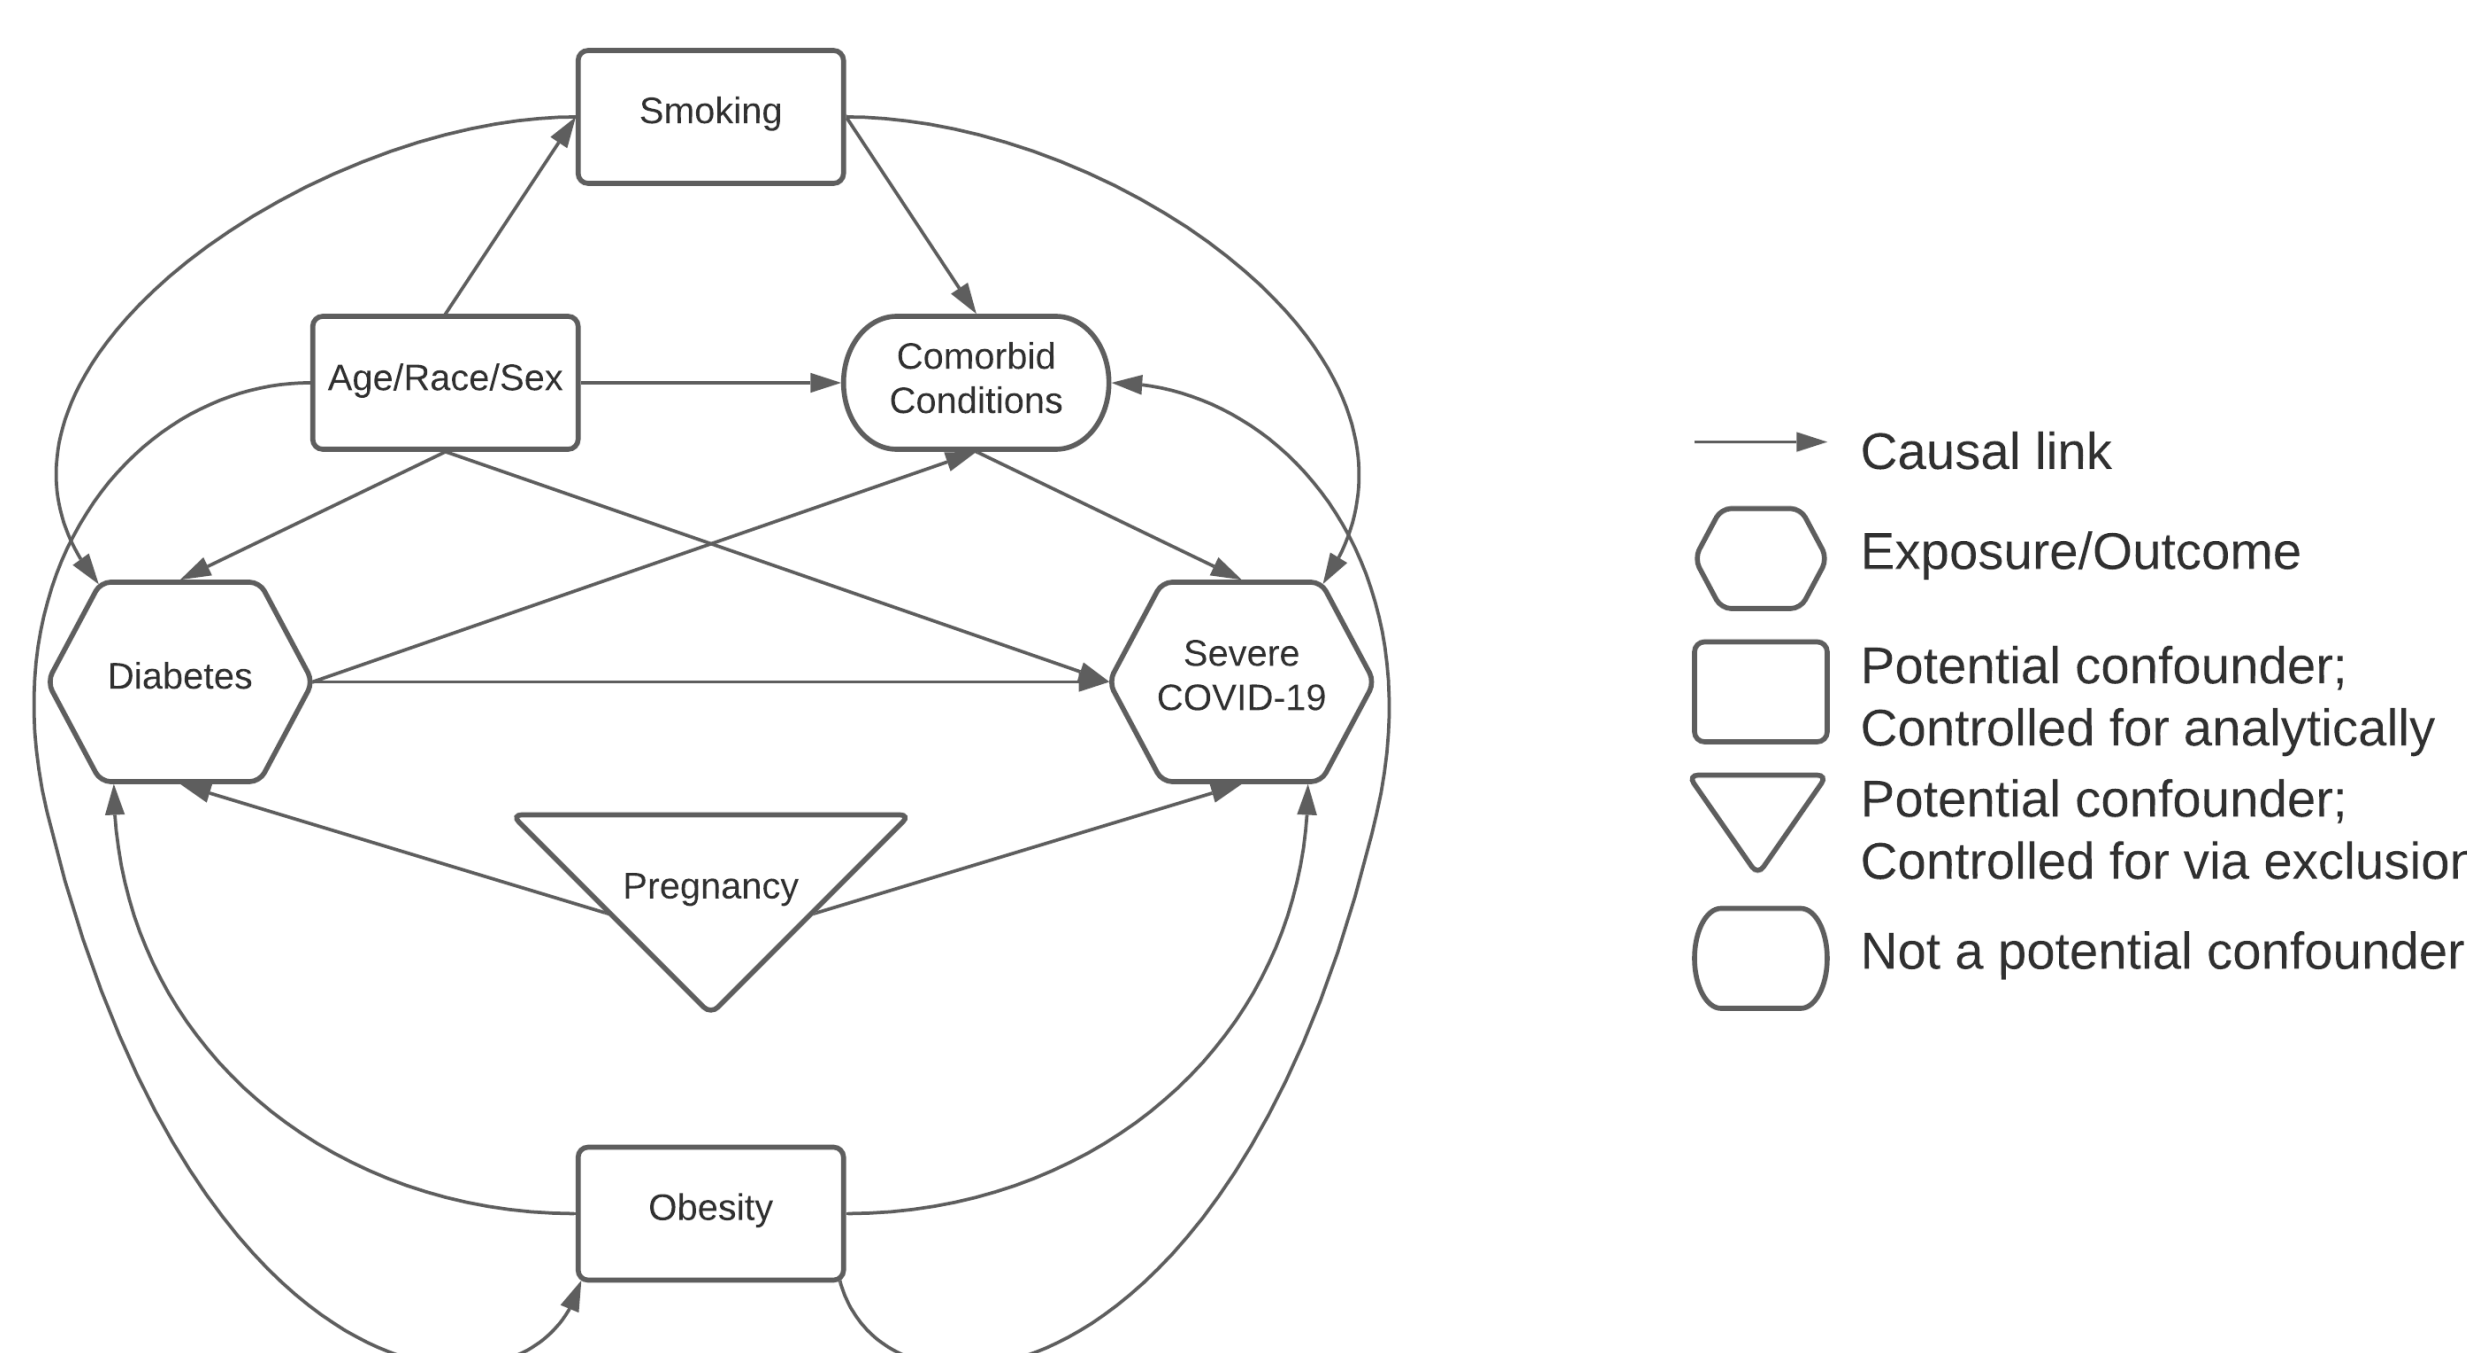 Smoking
Age/Race/Sex
Comorbid
Conditions
Diabetes
Severe
COVID-19
Pregnancy
Obesity
Causal link
Exposure/Outcome
Potential confounder;
Controlled for analytically
Potential confounder;
Controlled for via exclusion
Not a potential confounder